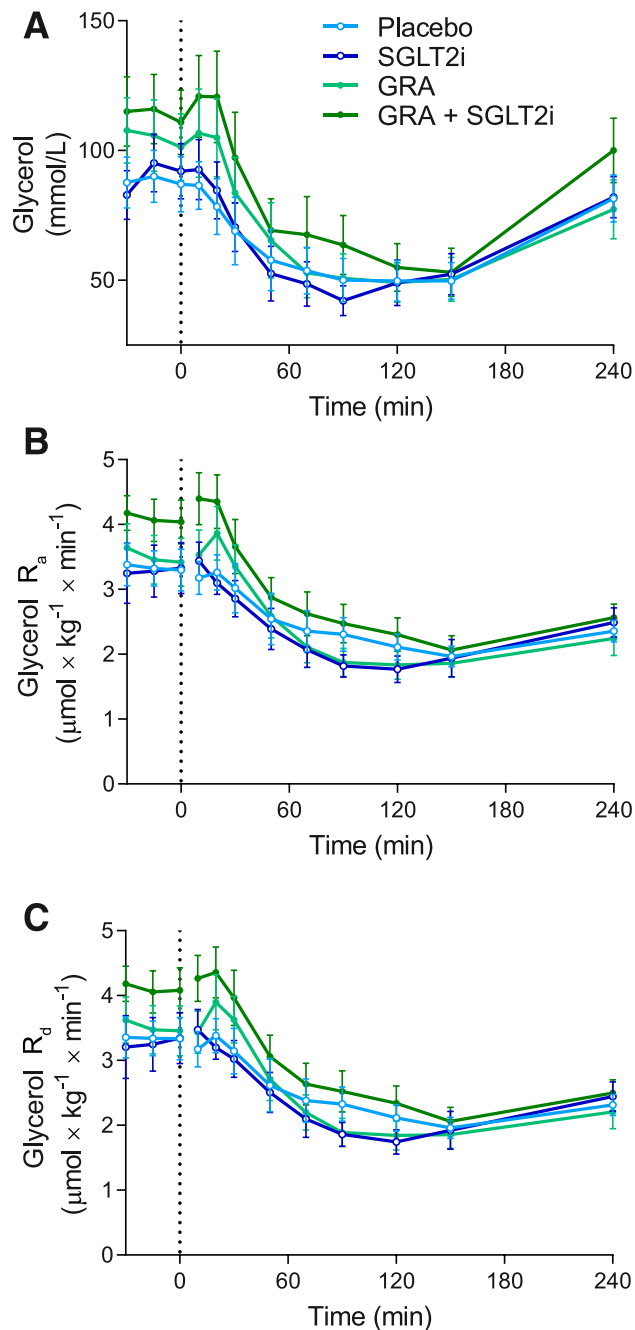 A
Placebo
SGLT2i
GRA
GRA + SGLT2i
Glycerol
(mmol/L)
150
100
50
0
60
120
180
240
Time (min)
B
Glycerol Ra
(μmol × kg⁻¹ × min⁻¹)
5
4
3
2
1
0
0
60
120
180
240
Time (min)
C
Glycerol Rd
(μmol × kg⁻¹ × min⁻¹)
5
4
3
2
1
0
0
60
120
180
240
Time (min)